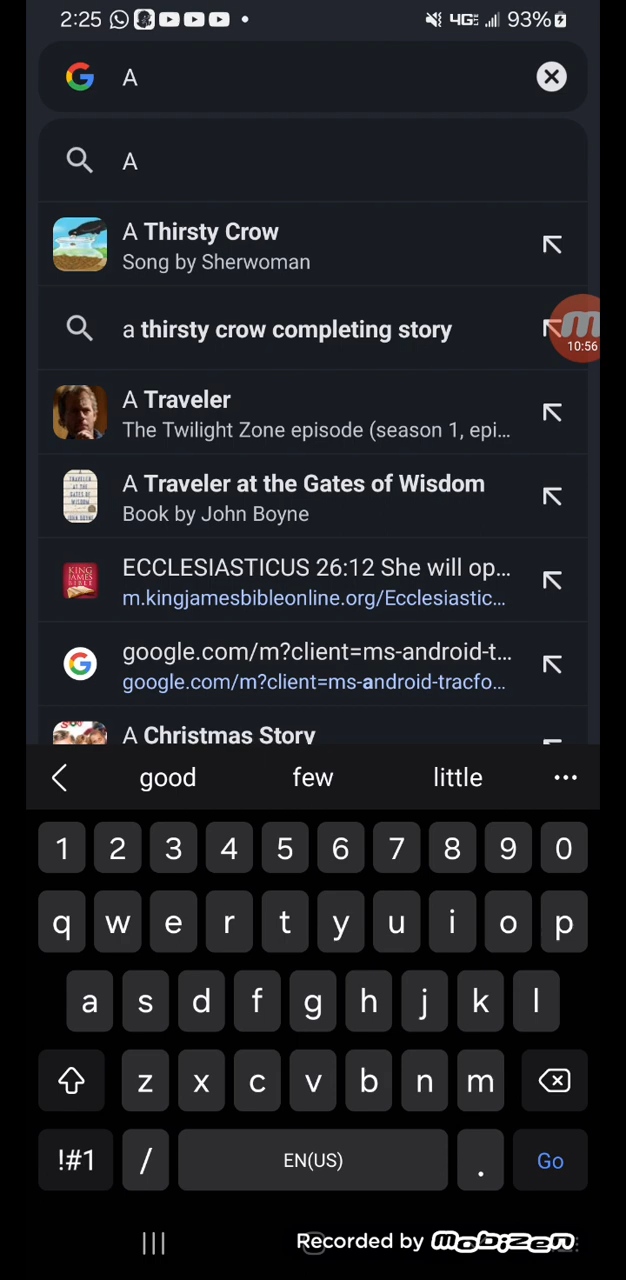 2:25 4GE 93%
A
A
A Thirsty Crow
Song by Sherwoman
a thirsty crow completing story
10:56
A Traveler
The Twilight Zone episode (season 1, epi...
A Traveler at the Gates of Wisdom
Book by John Boyne
ECCLESIASTICUS 26:12 She will op...
m.kingjamesbibleonline.org/Ecclesiastic...
google.com/m?client=ms-android-t...
google.com/m?client=ms-android-tracfo...
A Christmas Story
good few little
1 2 3 4 5 6 7 8 9 0
q w e r t y u i o p
a s d f g h j k l
z x c v b n m
!#1 / EN(US) . Go
Recorded by mobizen